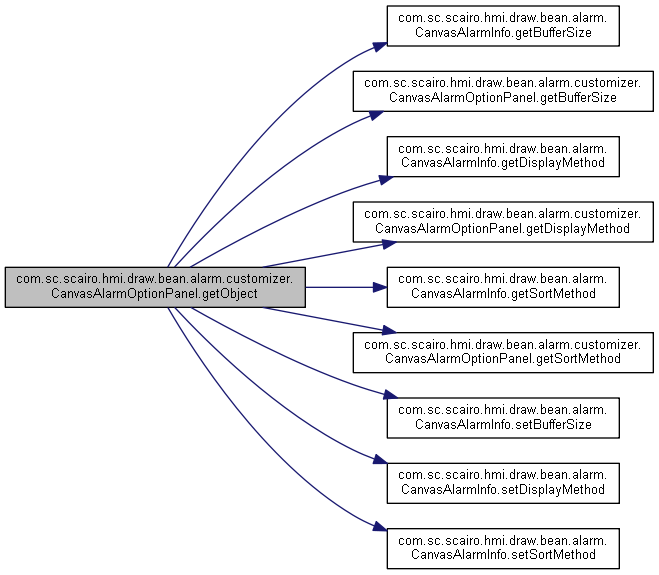 com.sc.scairo.hmi.draw.bean.alarm.
CanvasAlarmInfo.getBufferSize
com.sc.scairo.hmi.draw.bean.alarm.customizer.
CanvasAlarmOptionPanel.getBufferSize
com.sc.scairo.hmi.draw.bean.alarm.
CanvasAlarmInfo.getDisplayMethod
com.sc.scairo.hmi.draw.bean.alarm.customizer.
CanvasAlarmOptionPanel.getDisplayMethod
com.sc.scairo.hmi.draw.bean.alarm.customizer.
CanvasAlarmOptionPanel.getObject
com.sc.scairo.hmi.draw.bean.alarm.
CanvasAlarmInfo.getSortMethod
com.sc.scairo.hmi.draw.bean.alarm.customizer.
CanvasAlarmOptionPanel.getSortMethod
com.sc.scairo.hmi.draw.bean.alarm.
CanvasAlarmInfo.setBufferSize
com.sc.scairo.hmi.draw.bean.alarm.
CanvasAlarmInfo.setDisplayMethod
com.sc.scairo.hmi.draw.bean.alarm.
CanvasAlarmInfo.setSortMethod